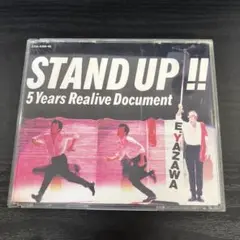 STAND UP !!
5 Years Realive Document
E.YAZAWA